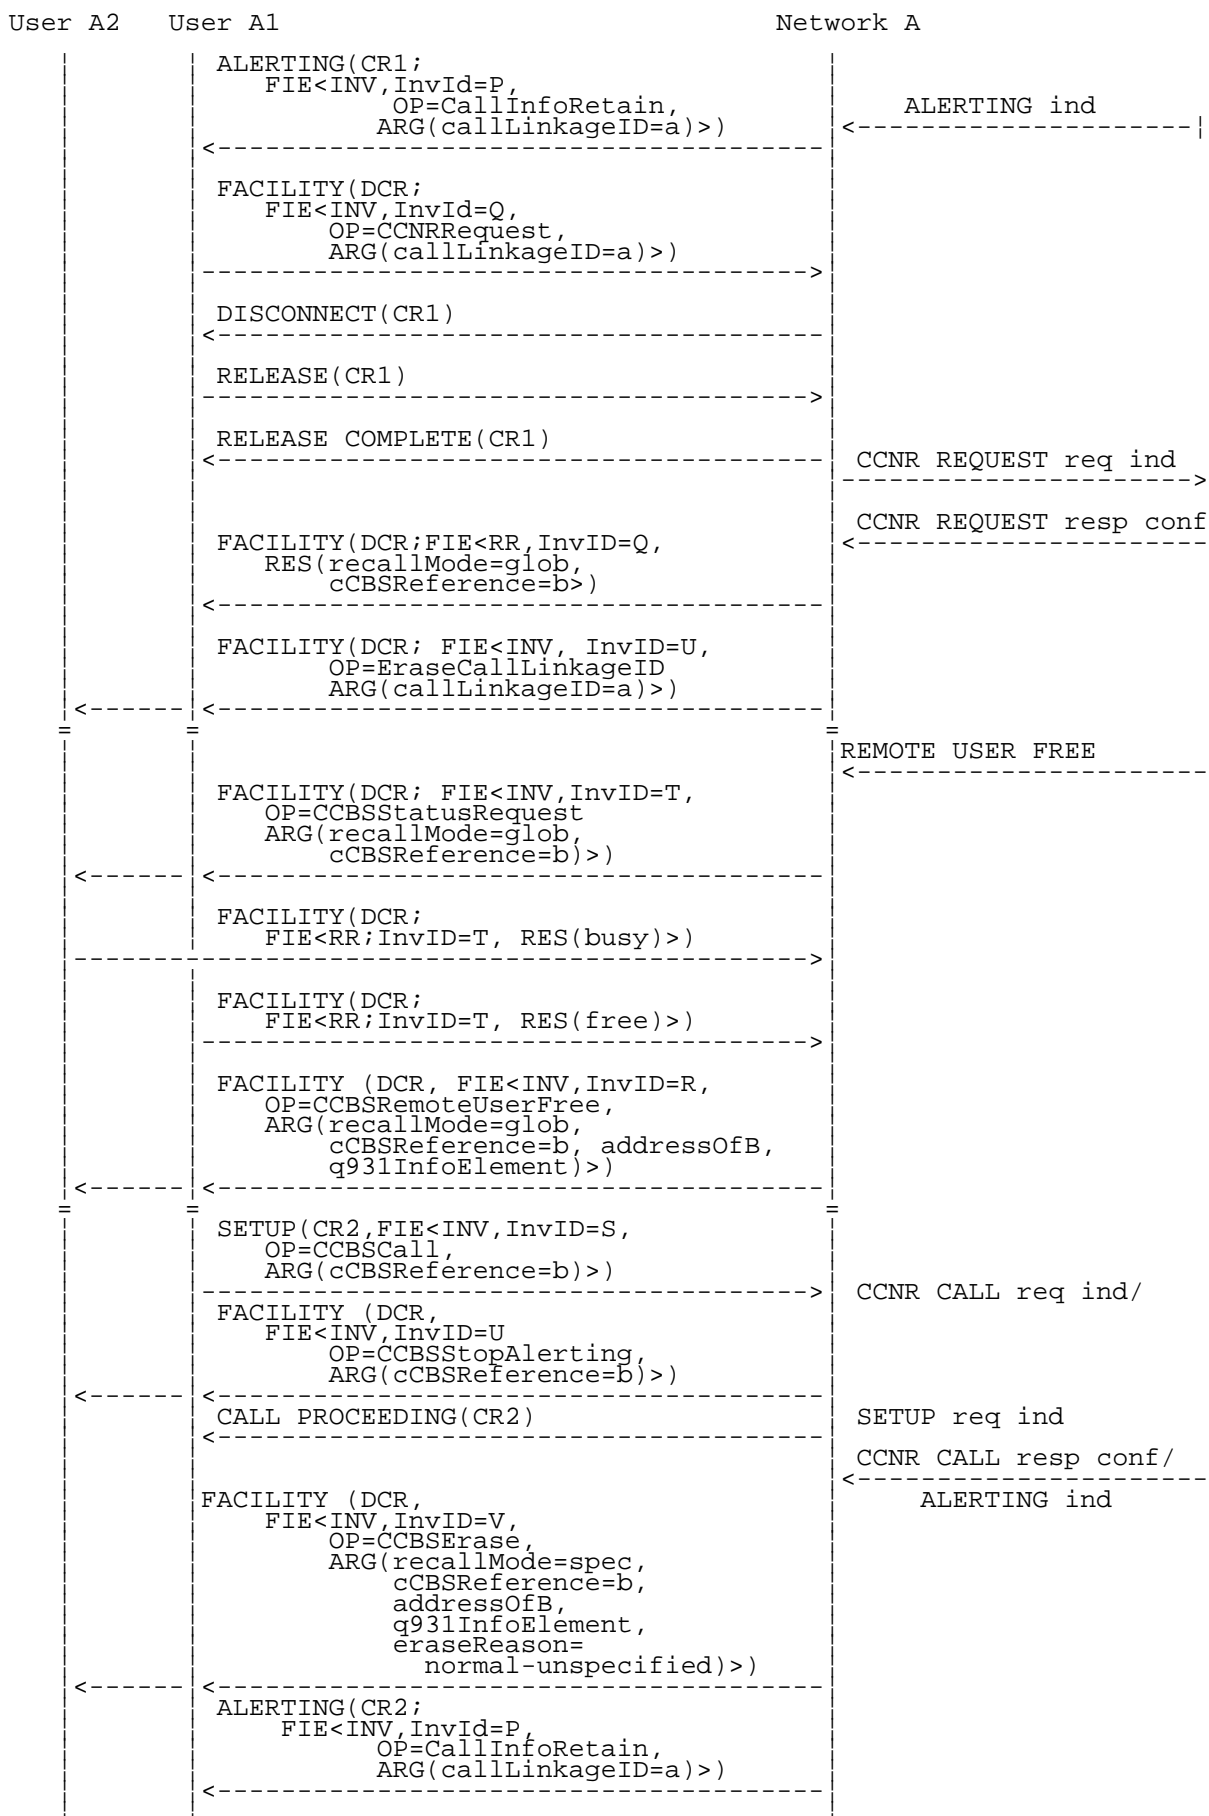 User A2 User A1 Network A
ALERTING(CR1;
FIE<INV,InvId=P,
OP=CallInfoRetain, ALERTING ind
ARG(callLinkageID=a)>)
FACILITY(DCR;
FIE<INV,InvId=Q,
OP=CCNRRequest,
ARG(callLinkageID=a)>)
DISCONNECT(CR1)
RELEASE(CR1)
RELEASE COMPLETE(CR1)
CCNR REQUEST req ind
CCNR REQUEST resp conf
FACILITY(DCR;FIE<RR,InvID=Q,
RES(recallMode=glob,
cCBSReference=b>)
FACILITY(DCR; FIE<INV, InvID=U,
OP=EraseCallLinkageID
ARG(callLinkageID=a)>)
REMOTE USER FREE
FACILITY(DCR; FIE<INV,InvID=T,
OP=CCBSStatusRequest
ARG(recallMode=glob,
cCBSReference=b)>)
FACILITY(DCR;
FIE<RR;InvID=T, RES(busy)>)
FACILITY(DCR;
FIE<RR;InvID=T, RES(free)>)
FACILITY (DCR, FIE<INV,InvID=R,
OP=CCBSRemoteUserFree,
ARG(recallMode=glob,
cCBSReference=b, addressOfB,
q931InfoElement)>)
SETUP(CR2,FIE<INV,InvID=S,
OP=CCBSCall,
ARG(cCBSReference=b)>)
CCNR CALL req ind/
FACILITY (DCR,
FIE<INV,InvID=U
OP=CCBSStopAlerting,
ARG(cCBSReference=b)>)
CALL PROCEEDING(CR2) SETUP req ind
CCNR CALL resp conf/
FACILITY (DCR, ALERTING ind
FIE<INV,InvID=V,
OP=CCBSErase,
ARG(recallMode=spec,
cCBSReference=b,
addressOfB,
q931InfoElement,
eraseReason=
normal-unspecified)>)
ALERTING(CR2;
FIE<INV,InvId=P,
OP=CallInfoRetain,
ARG(callLinkageID=a)>)